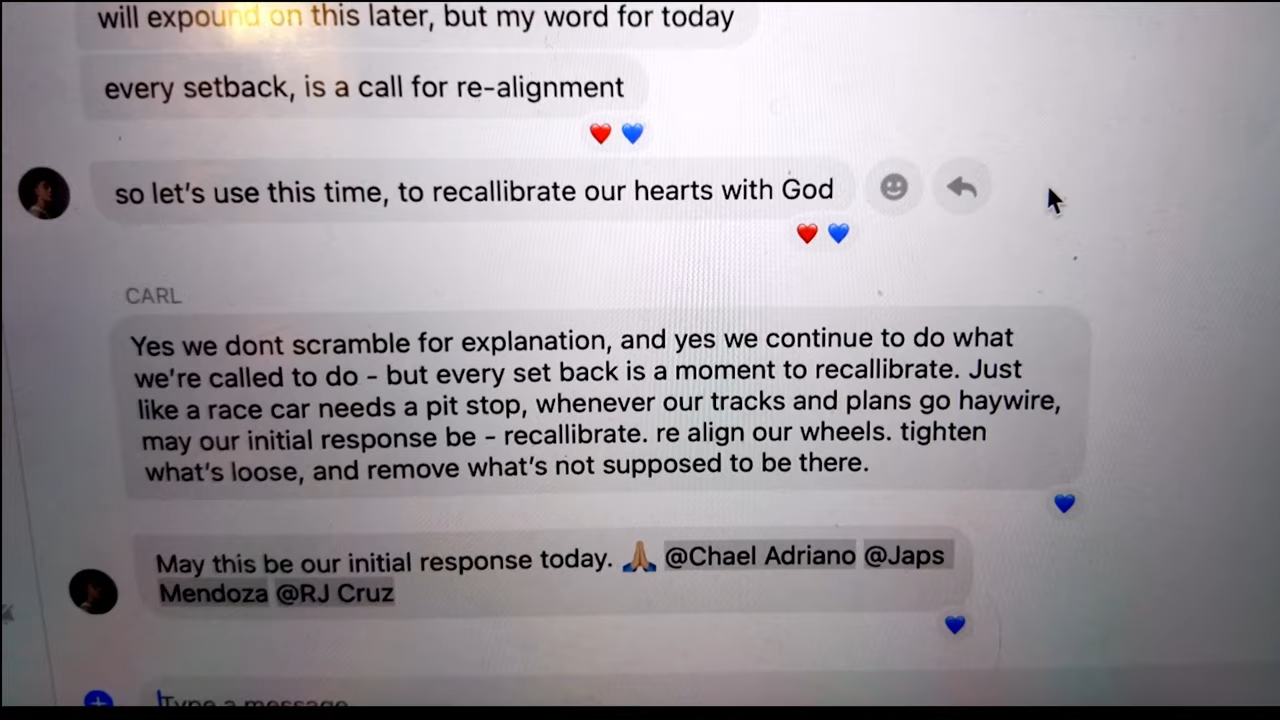 will expound on this later, but my word for today
every setback, is a call for re-alignment
so let's use this time, to recallibrate our hearts with God
CARL
Yes we dont scramble for explanation, and yes we continue to do what
we're called to do - but every set back is a moment to recallibrate. Just
like a race car needs a pit stop, whenever our tracks and plans go haywire,
may our initial response be - recallibrate. re align our wheels. tighten
what's loose, and remove what's not supposed to be there.
May this be our initial response today. 🙏 @Chael Adriano @Japs
Mendoza @RJ Cruz
Type a message